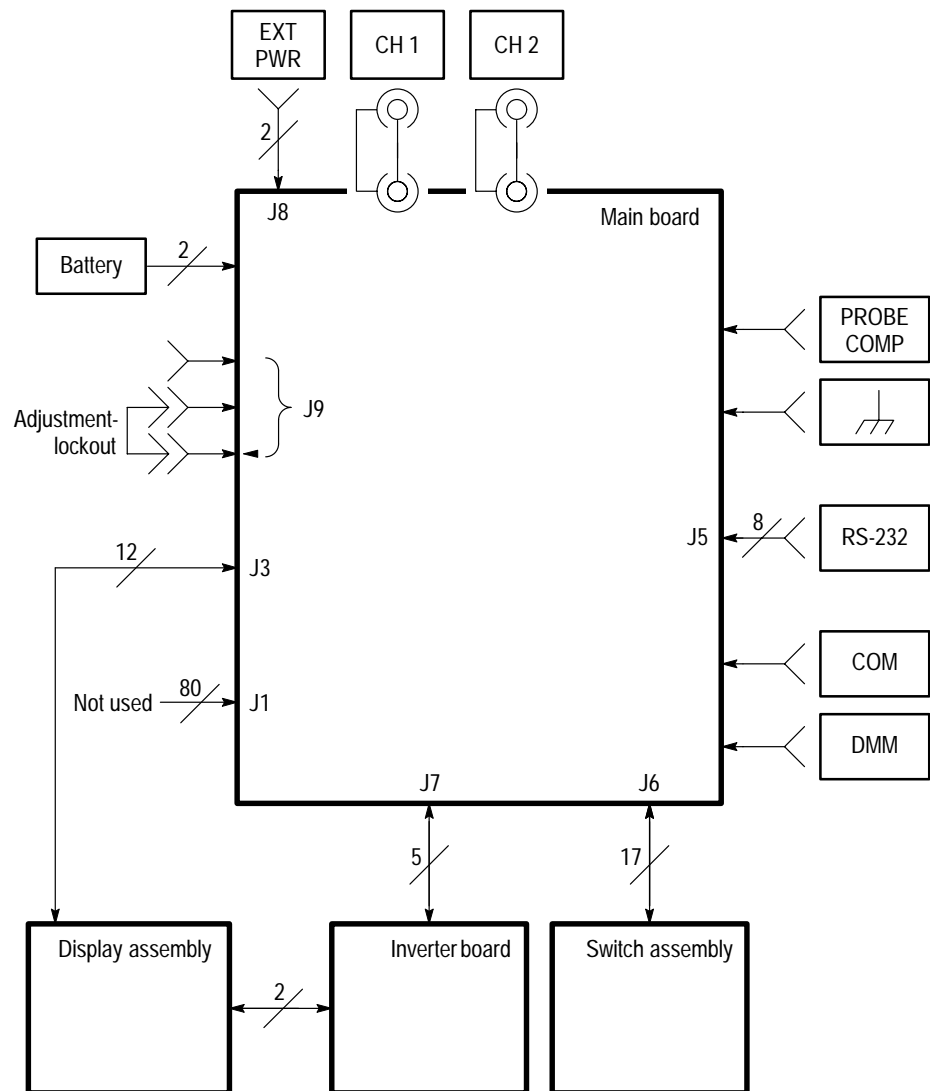 EXT
PWR
CH 1
CH 2
2
J8
Main board
Battery
2
PROBE
COMP
J9
Adjustment-
lockout
J5
8
RS-232
12
J3
COM
Not used
80
J1
DMM
J7
J6
5
17
Display assembly
Inverter board
Switch assembly
2